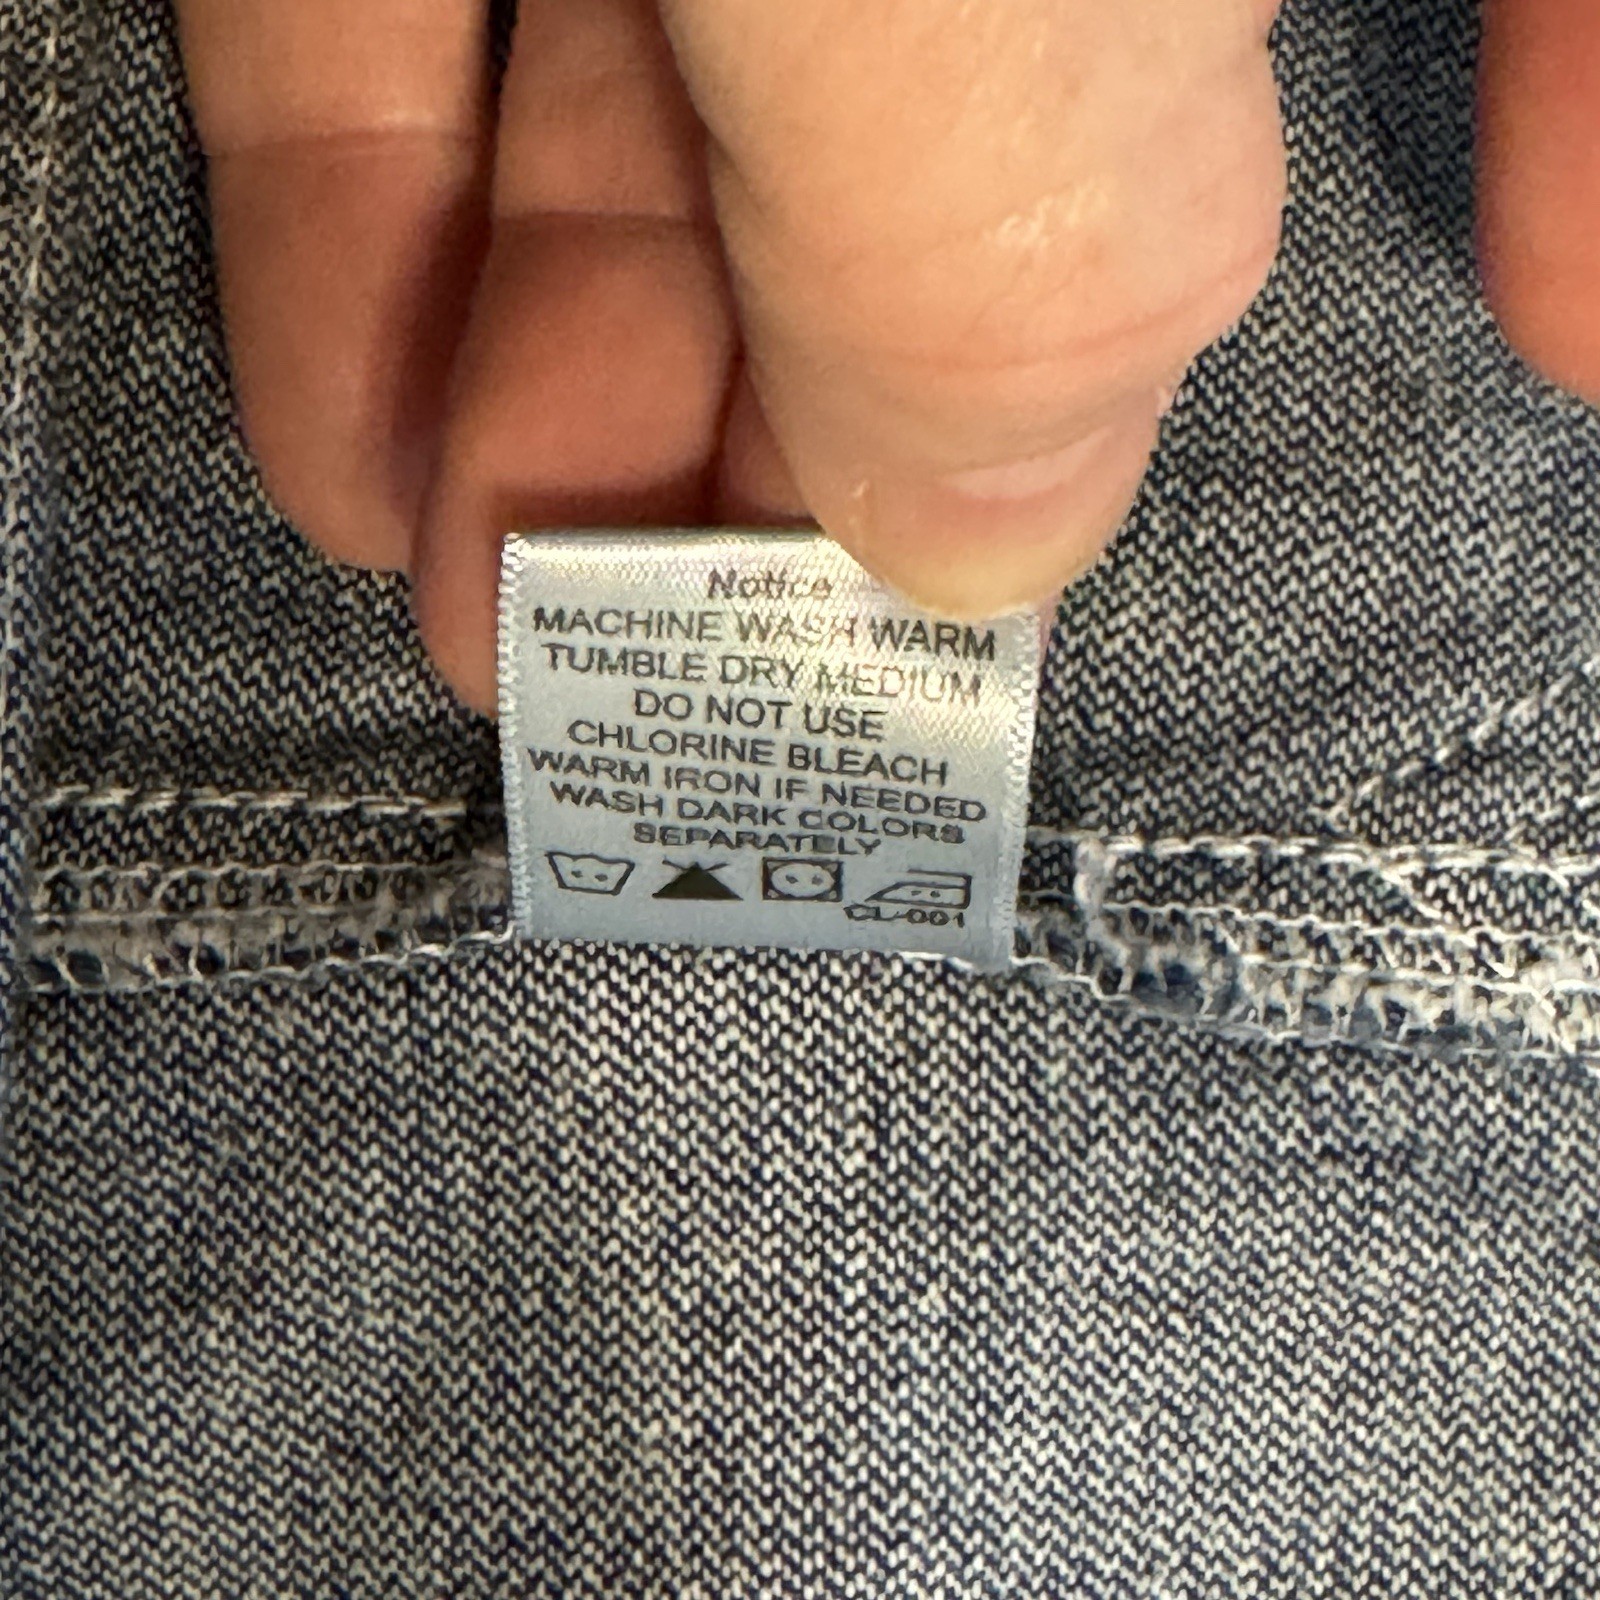 Notice
MACHINE WASH WARM
TUMBLE DRY MEDIUM
DO NOT USE
CHLORINE BLEACH
WARM IRON IF NEEDED
WASH DARK COLORS
SEPARATELY
CL-001